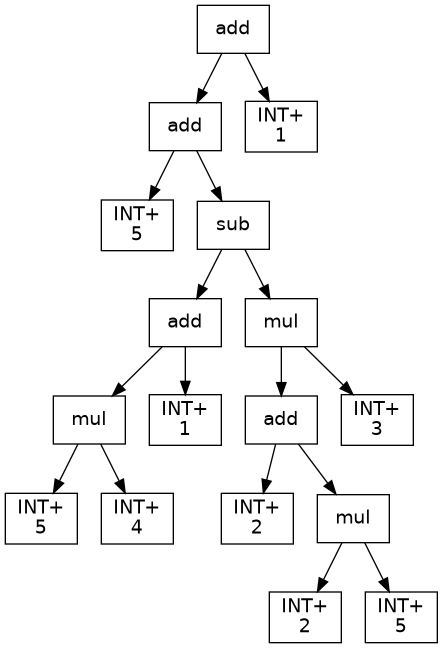 add
add
INT+
1
INT+
5
sub
add
mul
mul
INT+
1
add
INT+
3
INT+
5
INT+
4
INT+
2
mul
INT+
2
INT+
5